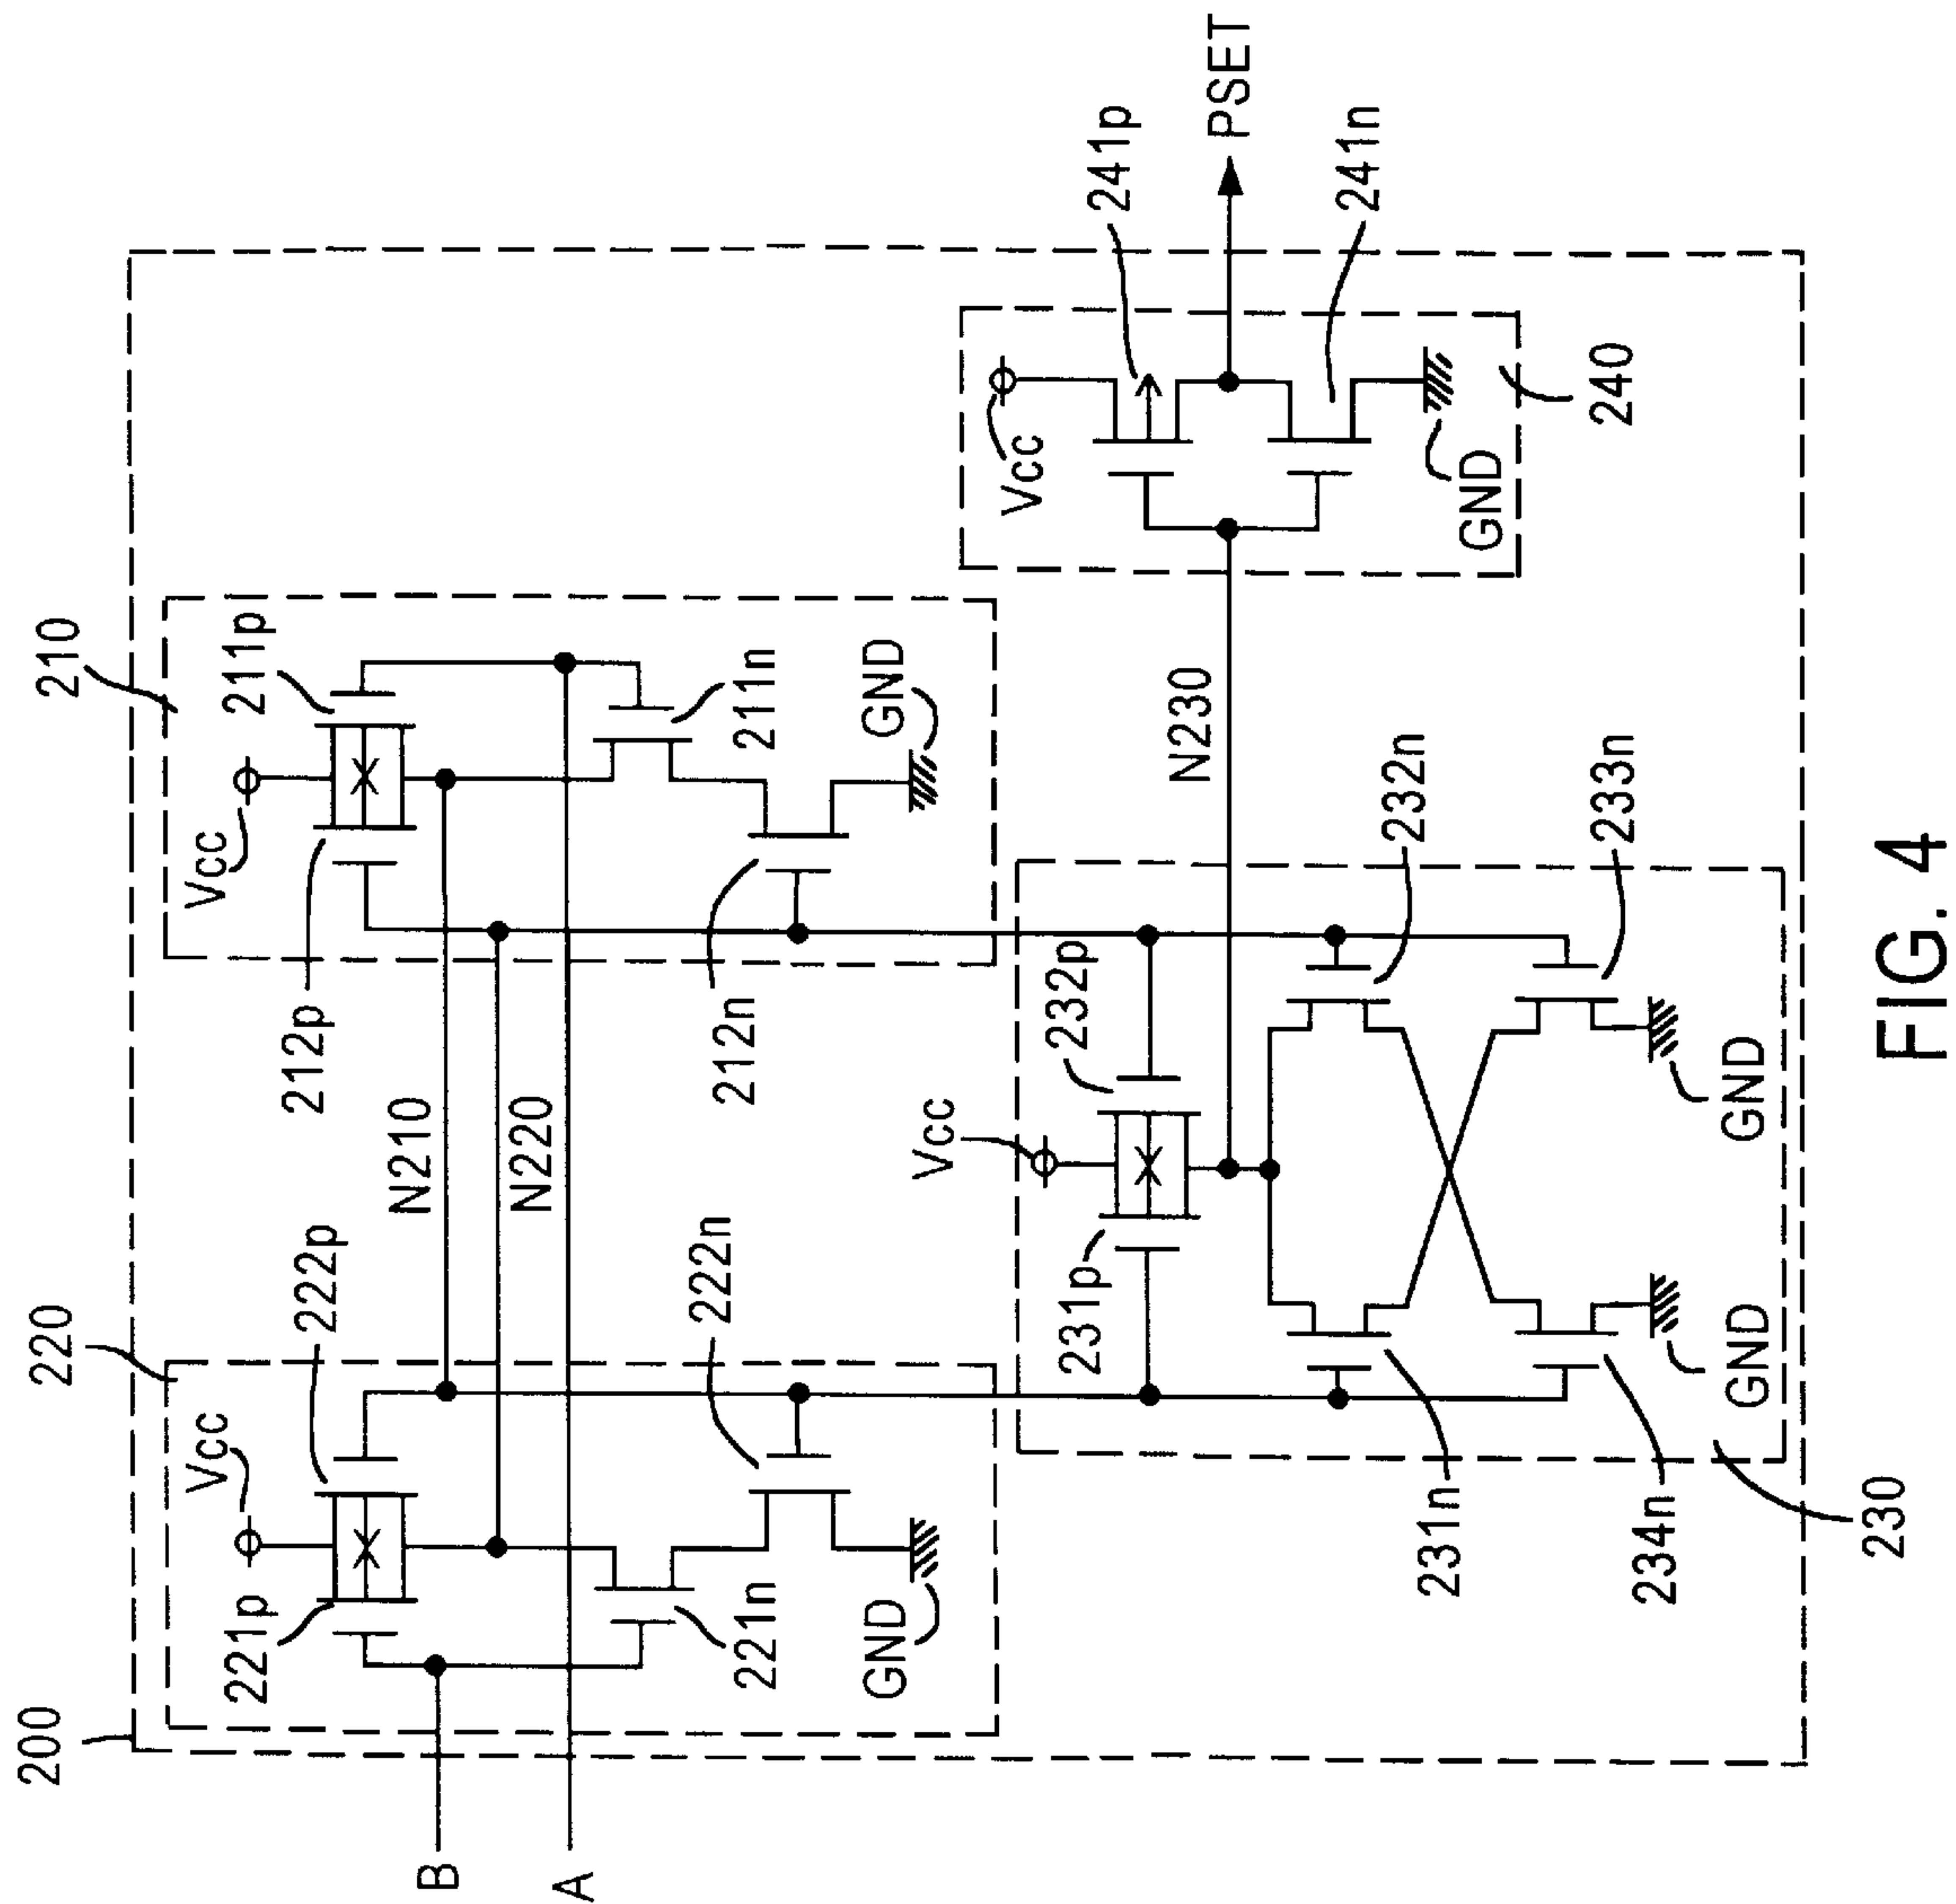 200
220
210
Vcc
222p
221p
N210
N220
222n
221n
GND
B
A
Vcc
211p
212p
211n
212n
GND
Vcc
232p
231p
N230
232n
233n
231n
234n
GND
GND
230
Vcc
241p
PSET
241n
GND
240
FIG. 4